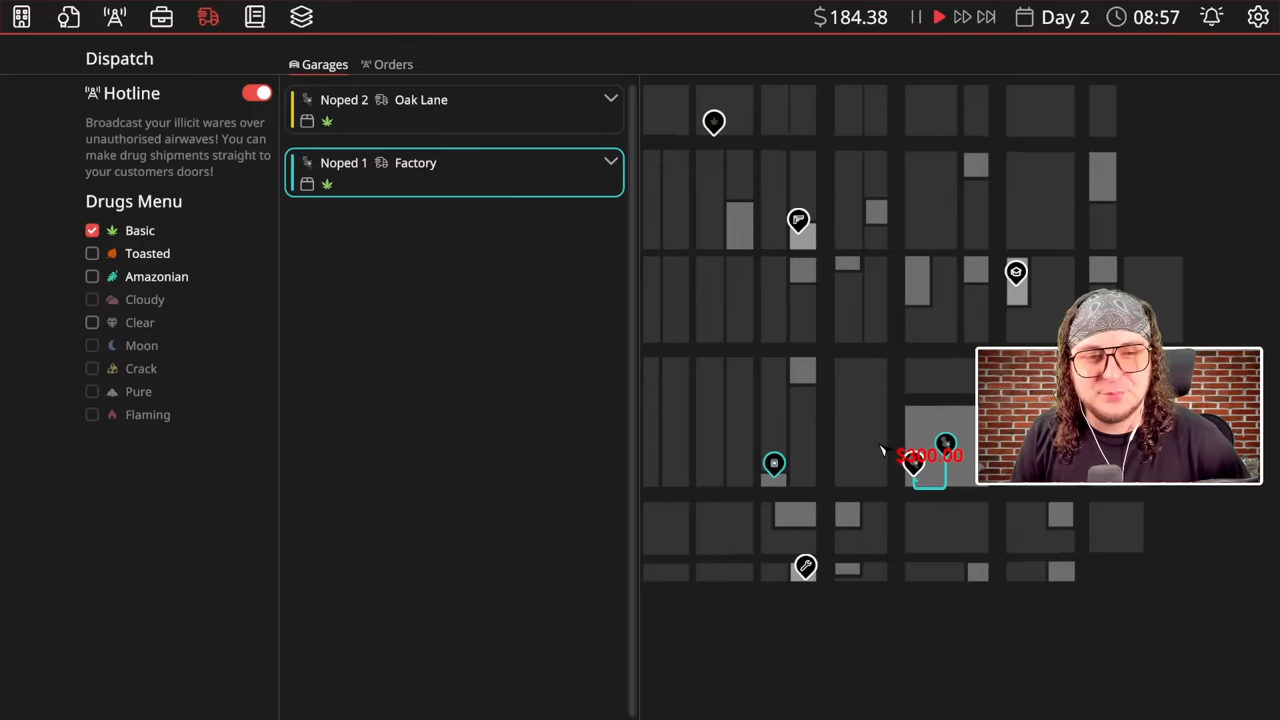 $184.38
Day 2
08:57
Dispatch
Garages
Orders
Hotline
Broadcast your illicit wares over
unauthorised airwaves! You can
make drug shipments straight to
your customers doors!
Drugs Menu
Basic
Toasted
Amazonian
Cloudy
Clear
Moon
Crack
Pure
Flaming
Noped 2 Oak Lane
Noped 1 Factory